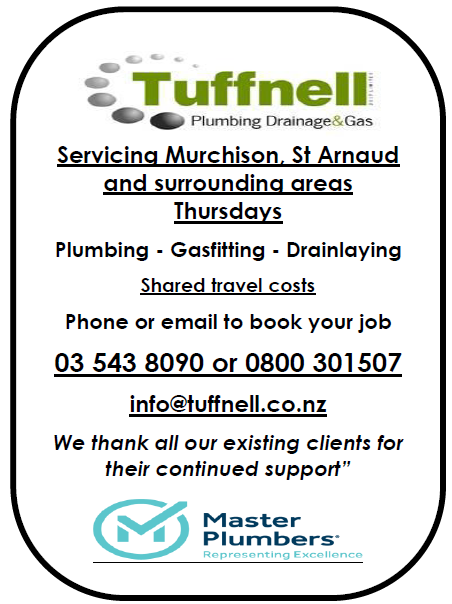 Tuffnell
Plumbing Drainage&Gas
Servicing Murchison, St Arnaud
and surrounding areas
Thursdays
Plumbing - Gasfitting - Drainlaying
Shared travel costs
Phone or email to book your job
03 543 8090 or 0800 301507
info@tuffnell.co.nz
We thank all our existing clients for
their continued support”
Master
Plumbers
Representing Excellence